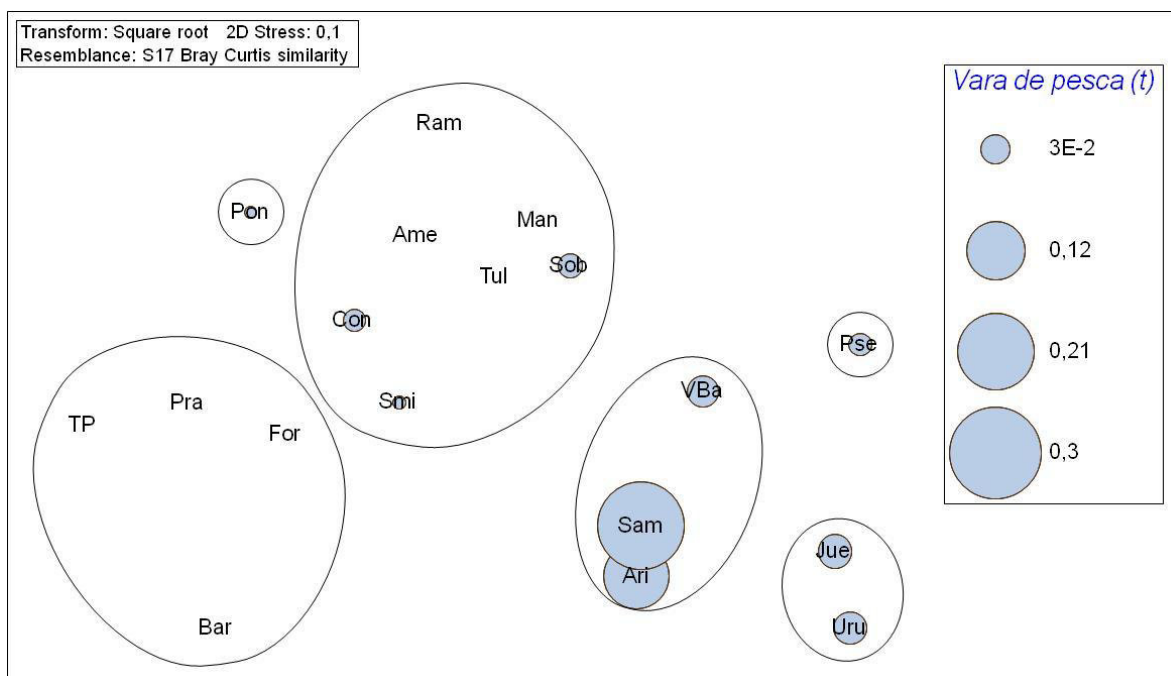 Transform: Square root 2D Stress: 0,1
Resemblance: S17 Bray Curtis similarity
Vara de pesca (t)
3E-2
0,12
0,21
0,3
Ram
Pon
Man
Ame
Sob
Tul
Con
Pse
VBa
Smi
Pra
TP
For
Sam
Jue
Ari
Bar
Uru